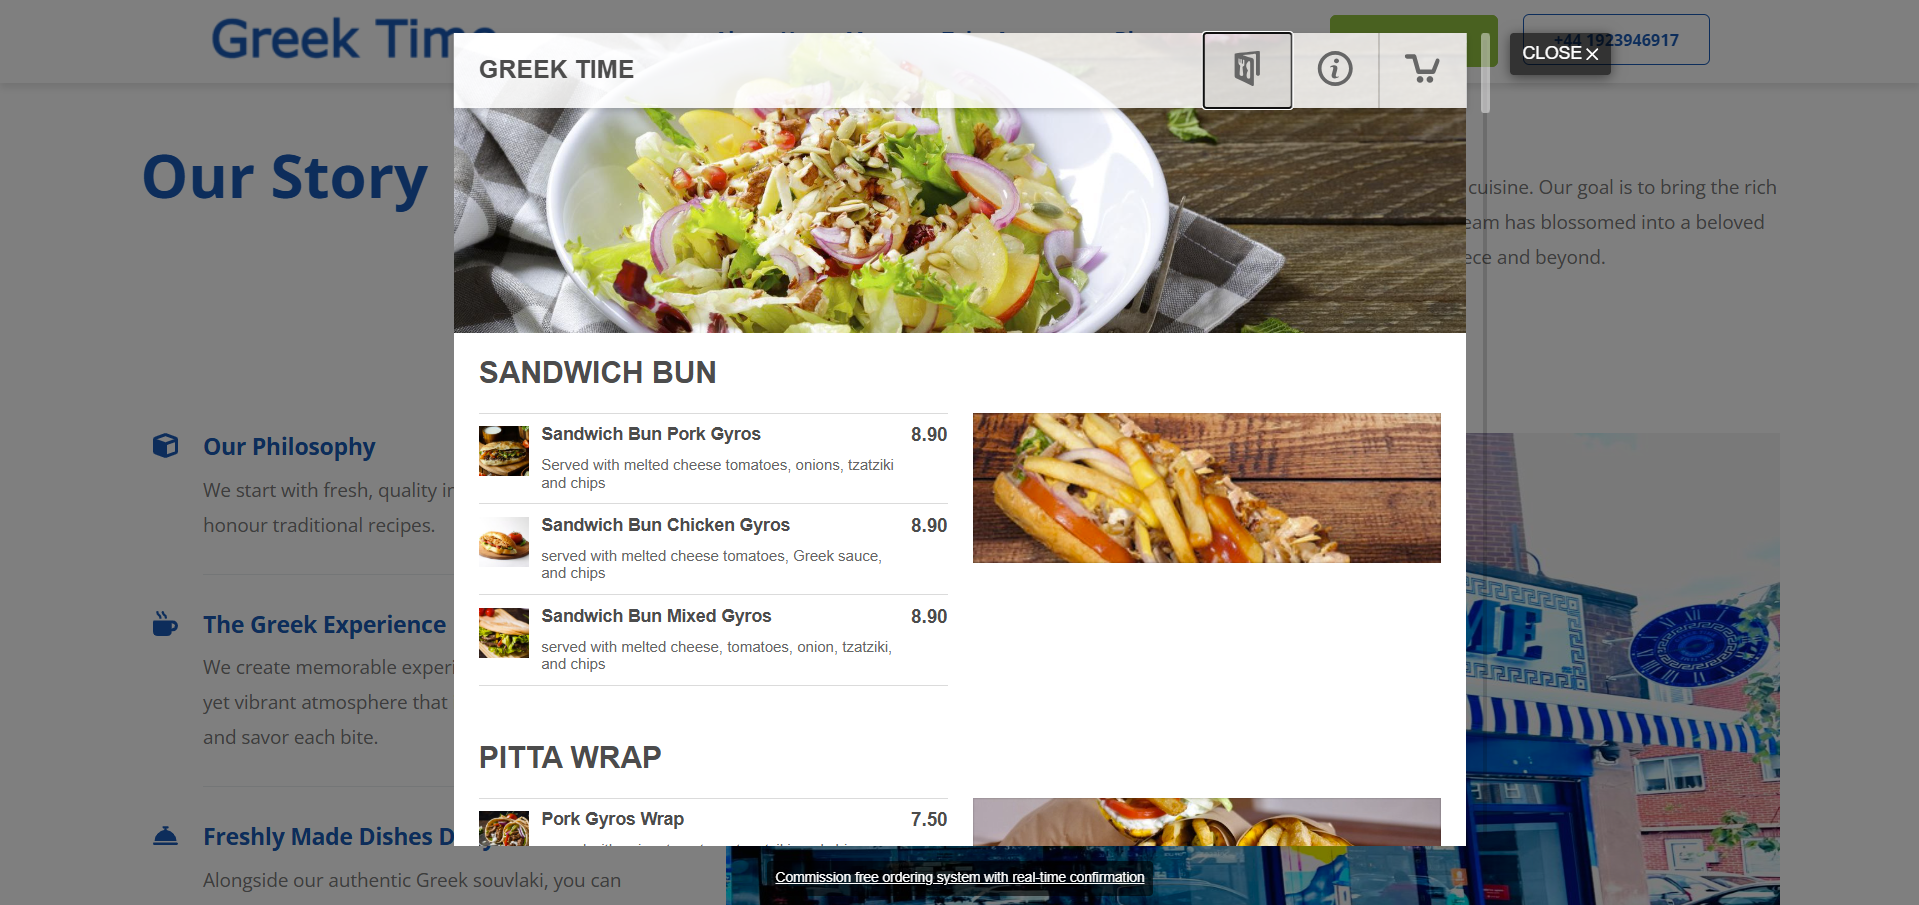 Greek Time
+44 1923946917
CLOSE
GREEK TIME
Our Story
cuisine. Our goal is to bring the rich
has blossomed into a beloved
and beyond.
SANDWICH BUN
Sandwich Bun Pork Gyros 8.90
Served with melted cheese tomatoes, onions, tzatziki
and chips
Sandwich Bun Chicken Gyros 8.90
served with melted cheese tomatoes, Greek sauce,
and chips
Sandwich Bun Mixed Gyros 8.90
served with melted cheese, tomatoes, onion, tzatziki,
and chips
PITTA WRAP
Pork Gyros Wrap 7.50
Our Philosophy
We start with fresh, quality
honour traditional recipes.
The Greek Experience
We create memorable
yet vibrant atmosphere that
and savor each bite.
Freshly Made Dishes
Alongside our authentic Greek souvlaki, you can
Commission free ordering system with real-time confirmation